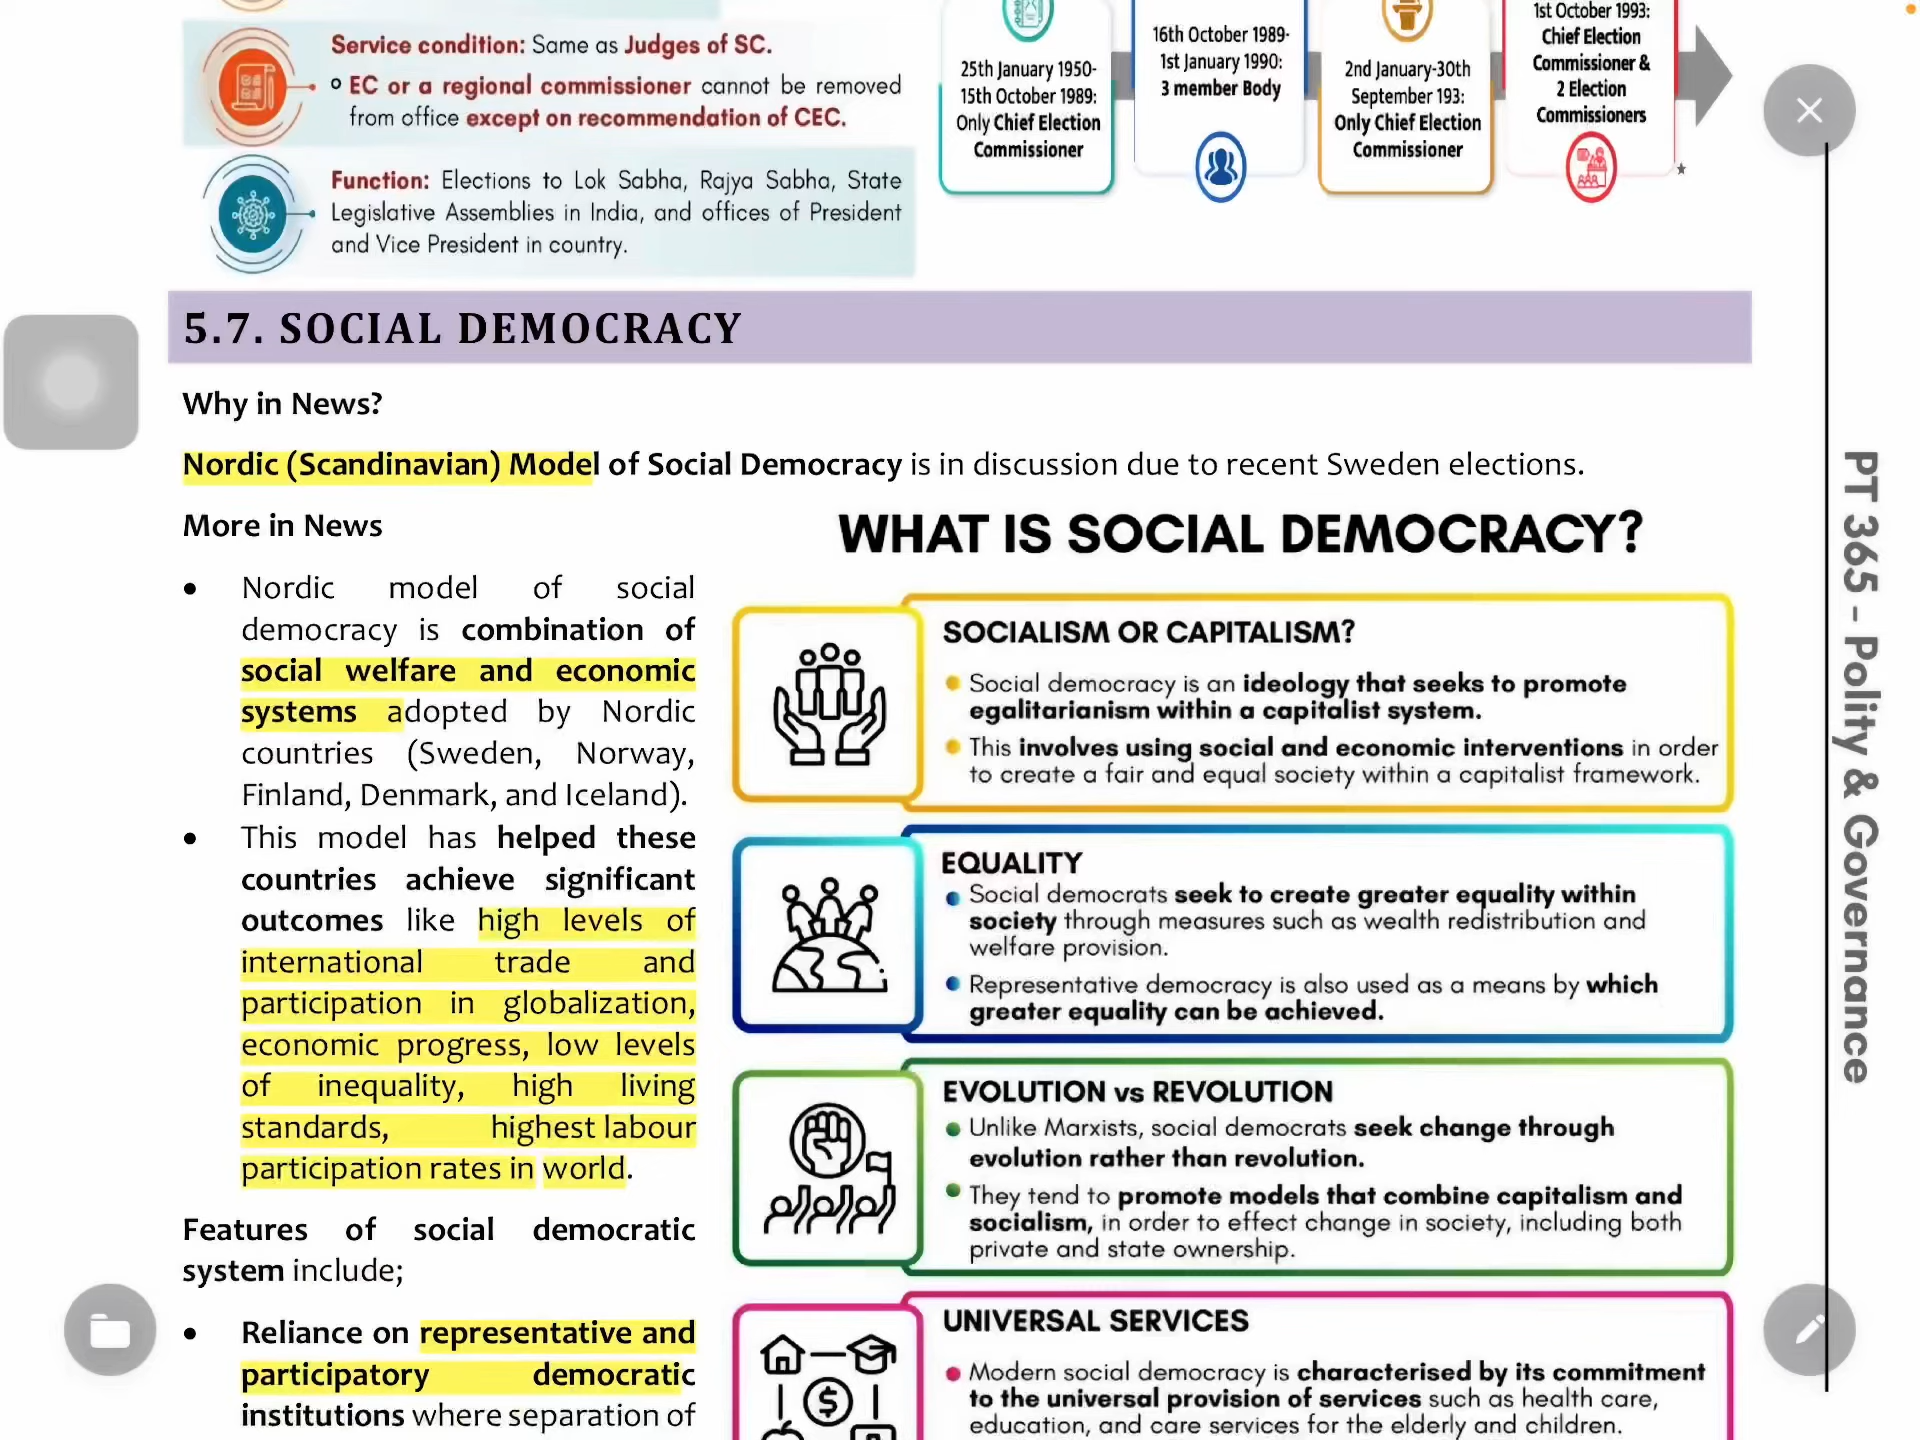 Service condition: Same as Judges of SC.
EC or a regional commissioner cannot be removed
from office except on recommendation of CEC.
Function: Elections to Lok Sabha, Rajya Sabha, State
Legislative Assemblies in India, and offices of President
and Vice President in country.
25th January 1950-
15th October 1989:
Only Chief Election
Commissioner
16th October 1989-
1st January 1990:
3 member Body
2nd January-30th
September 193:
Only Chief Election
Commissioner
1st October 1993:
Chief Election
Commissioner &
2 Election
Commissioners
5.7. SOCIAL DEMOCRACY
Why in News?
Nordic (Scandinavian) Model of Social Democracy is in discussion due to recent Sweden elections.
More in News
• Nordic model of social
democracy is combination of
social welfare and economic
systems adopted by Nordic
countries (Sweden, Norway,
Finland, Denmark, and Iceland).
• This model has helped these
countries achieve significant
outcomes like high levels of
international trade and
participation in globalization,
economic progress, low levels
of inequality, high living
standards, highest labour
participation rates in world.
Features of social democratic
system include;
• Reliance on representative and
participatory democratic
institutions where separation of
WHAT IS SOCIAL DEMOCRACY?
SOCIALISM OR CAPITALISM?
Social democracy is an ideology that seeks to promote
egalitarianism within a capitalist system.
This involves using social and economic interventions in order
to create a fair and equal society within a capitalist framework.
EQUALITY
Social democrats seek to create greater equality within
society through measures such as wealth redistribution and
welfare provision.
Representative democracy is also used as a means by which
greater equality can be achieved.
EVOLUTION vs REVOLUTION
Unlike Marxists, social democrats seek change through
evolution rather than revolution.
They tend to promote models that combine capitalism and
socialism, in order to effect change in society, including both
private and state ownership.
UNIVERSAL SERVICES
Modern social democracy is characterised by its commitment
to the universal provision of services such as health care,
education, and care services for the elderly and children.
PT 365 - Polity & Governance